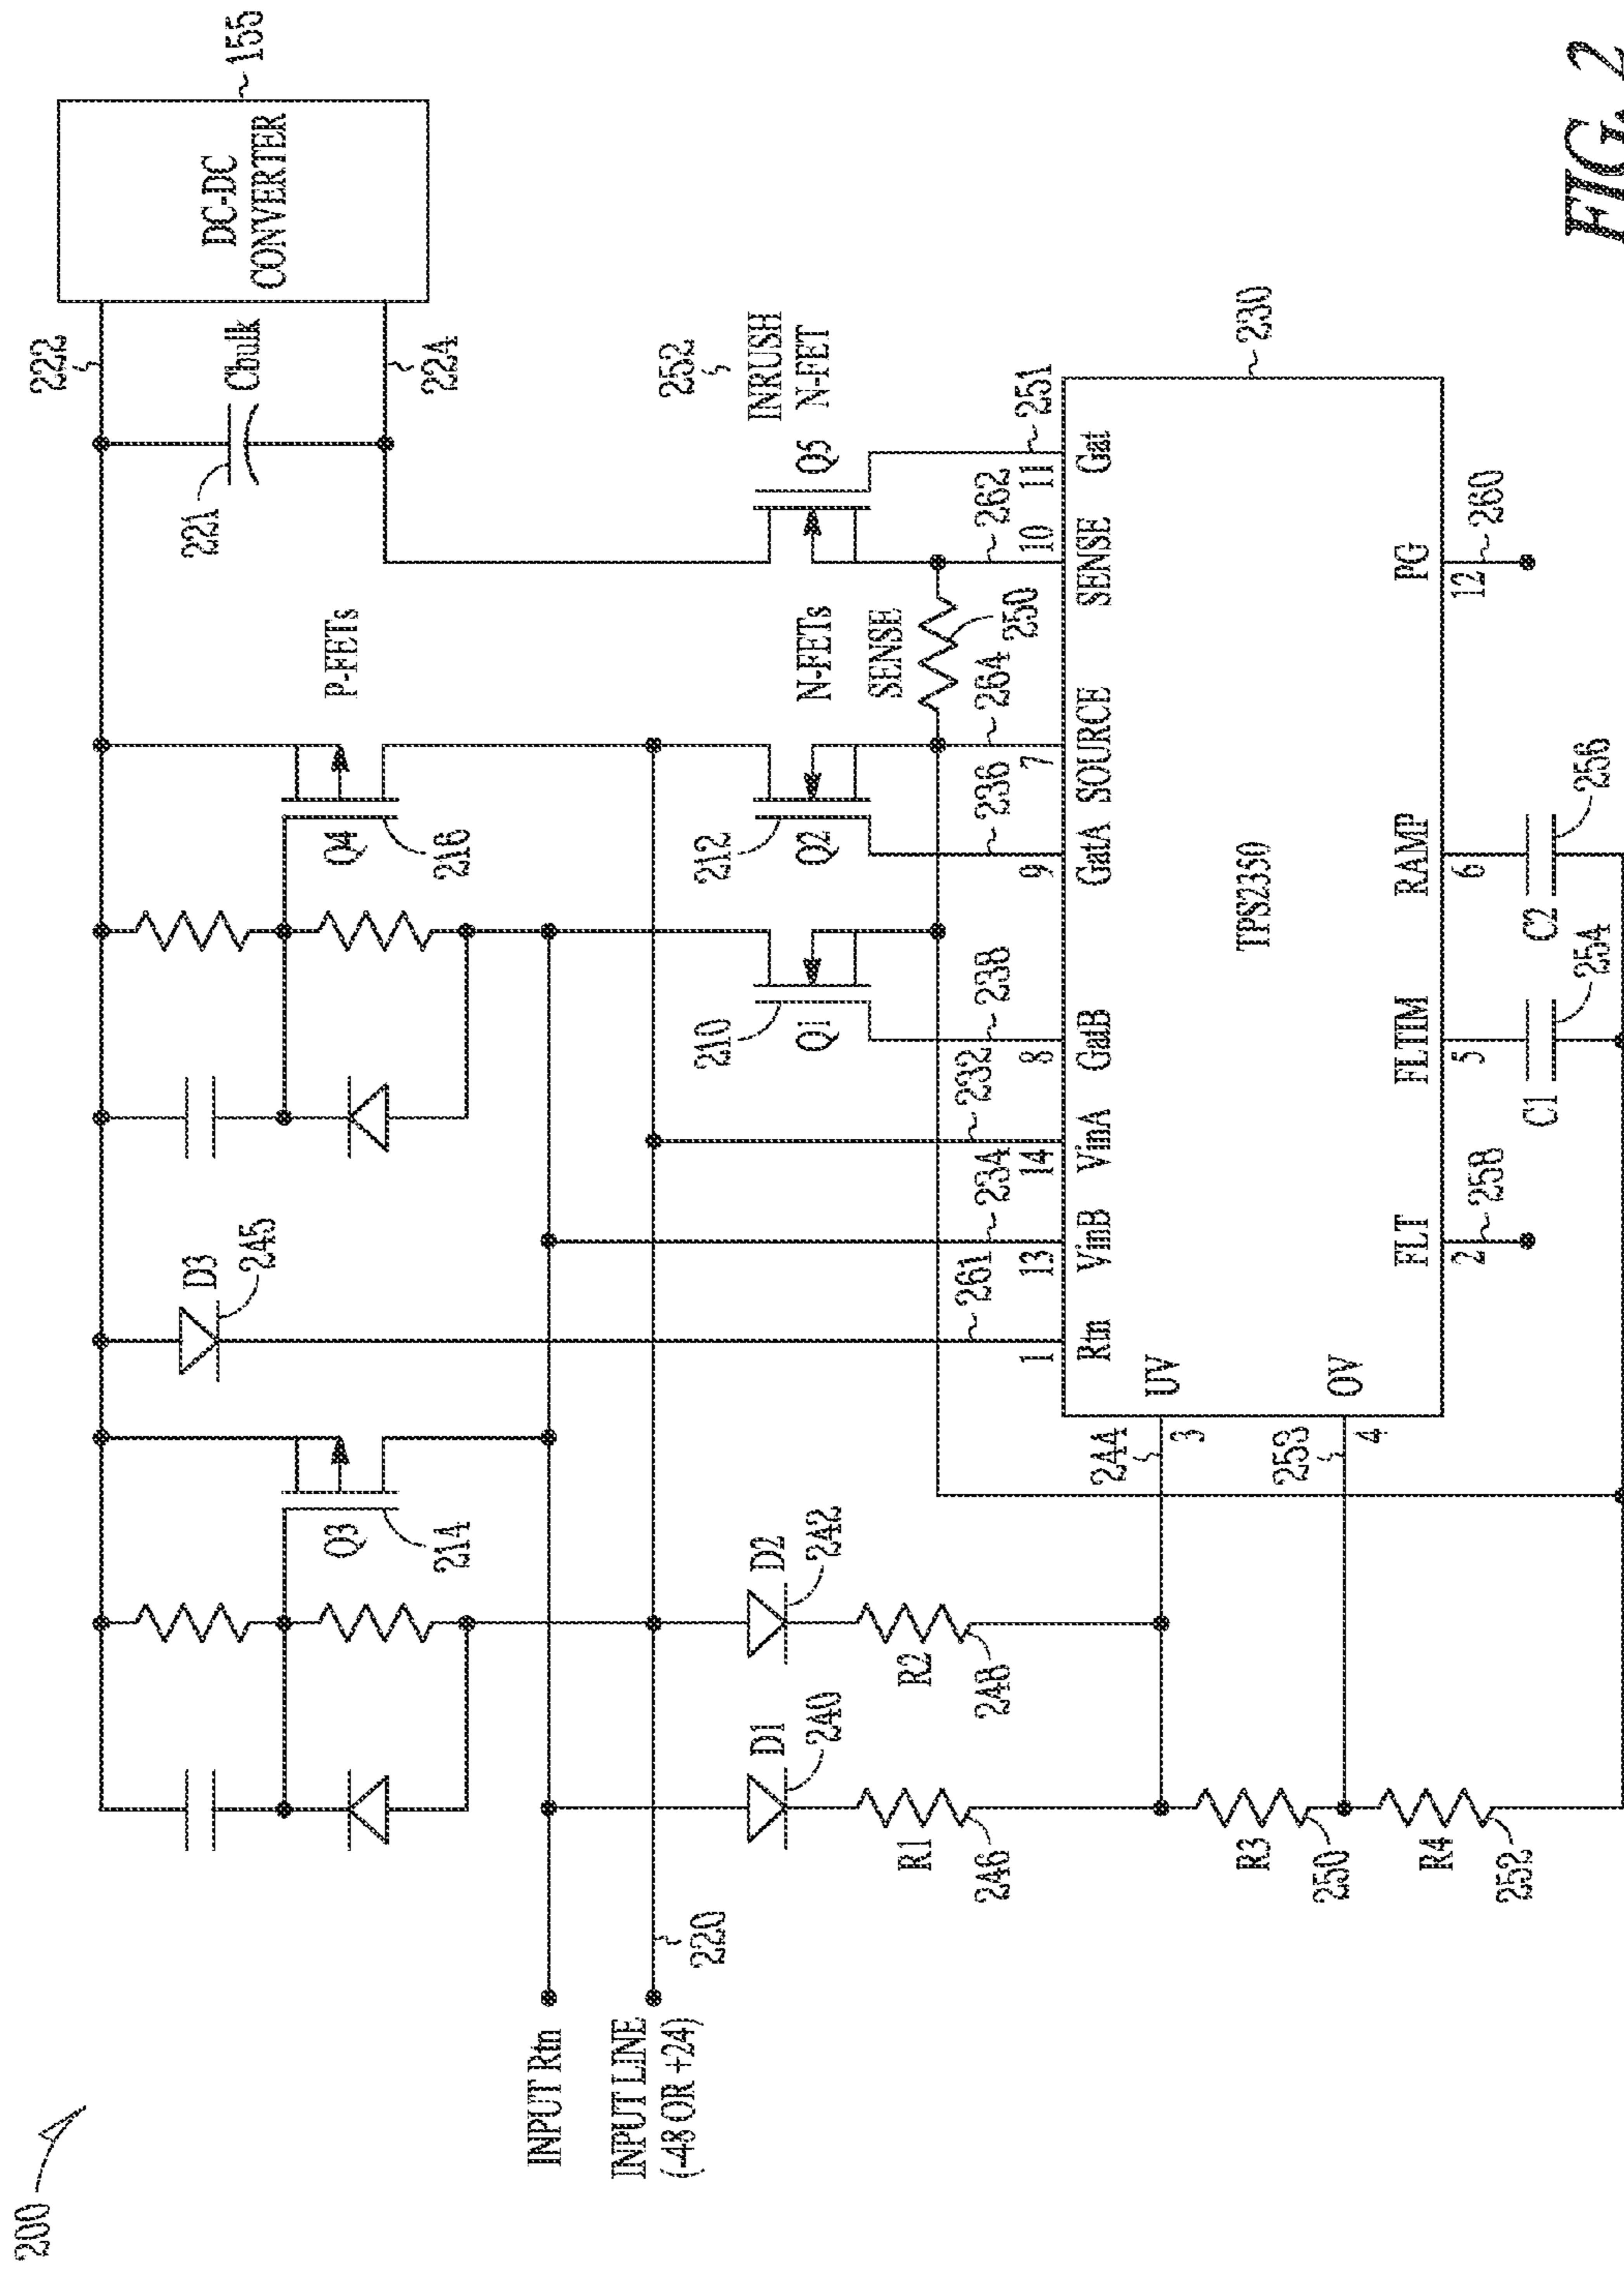 200
222
DC-DC
CONVERTER
155
221
Cbulk
224
P-FETs
Q4
216
Q3
214
D3
245
INPUT Rtn
INPUT LINE
(-48 OR +24)
220
252
INRUSH
N-FET
Q5
N-FETs
SENSE
250
212
Q2
210
Q1
D2
242
D1
240
R2
248
R1
246
261
234
232
238
236
264
262
251
1
13
14
8
9
7
10
11
Rtn
VinB
VinA
GatB
GatA
SOURCE
SENSE
Gat
230
244
3
UV
TPS2350
253
4
OV
R3
250
R4
252
FLT
FLTIM
RAMP
PG
2
258
5
6
12
260
C1
254
C2
256
FIG. 2